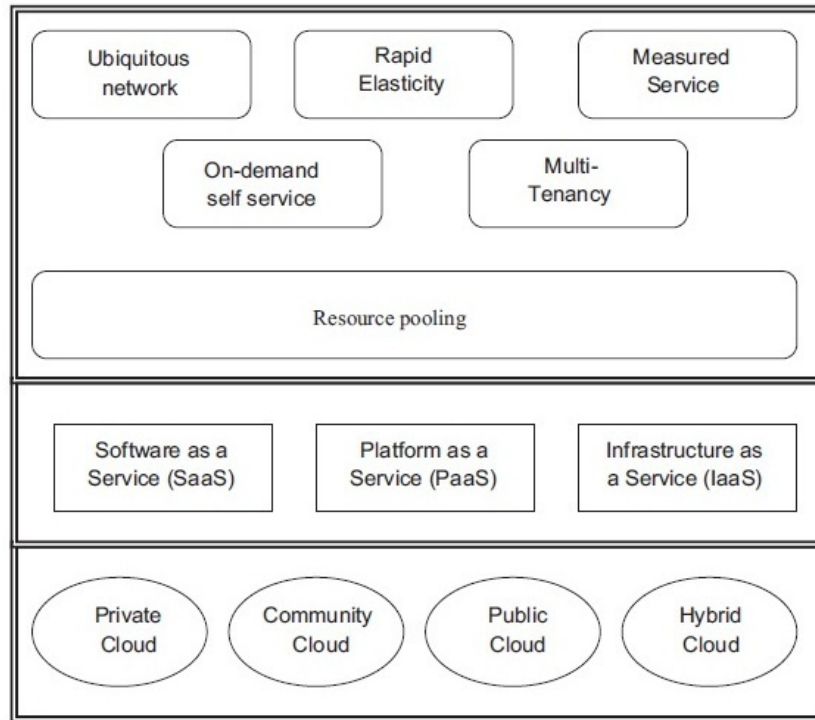 Ubiquitous
network
Rapid
Elasticity
Measured
Service
On-demand
self service
Multi-
Tenancy
Resource pooling
Software as a
Service (SaaS)
Platform as a
Service (PaaS)
Infrastructure as
a Service (IaaS)
Private
Cloud
Community
Cloud
Public
Cloud
Hybrid
Cloud